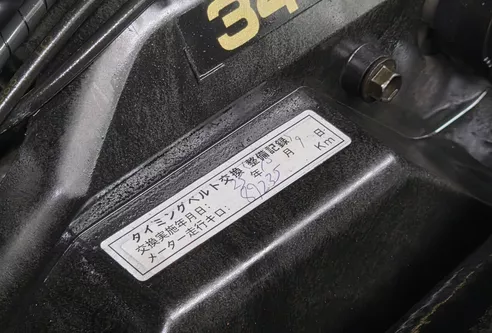 34
タイミングベルト交換(整備記録)
交換実施年月日: 年 月 9 日
メーター走行キロ: 89235 Km